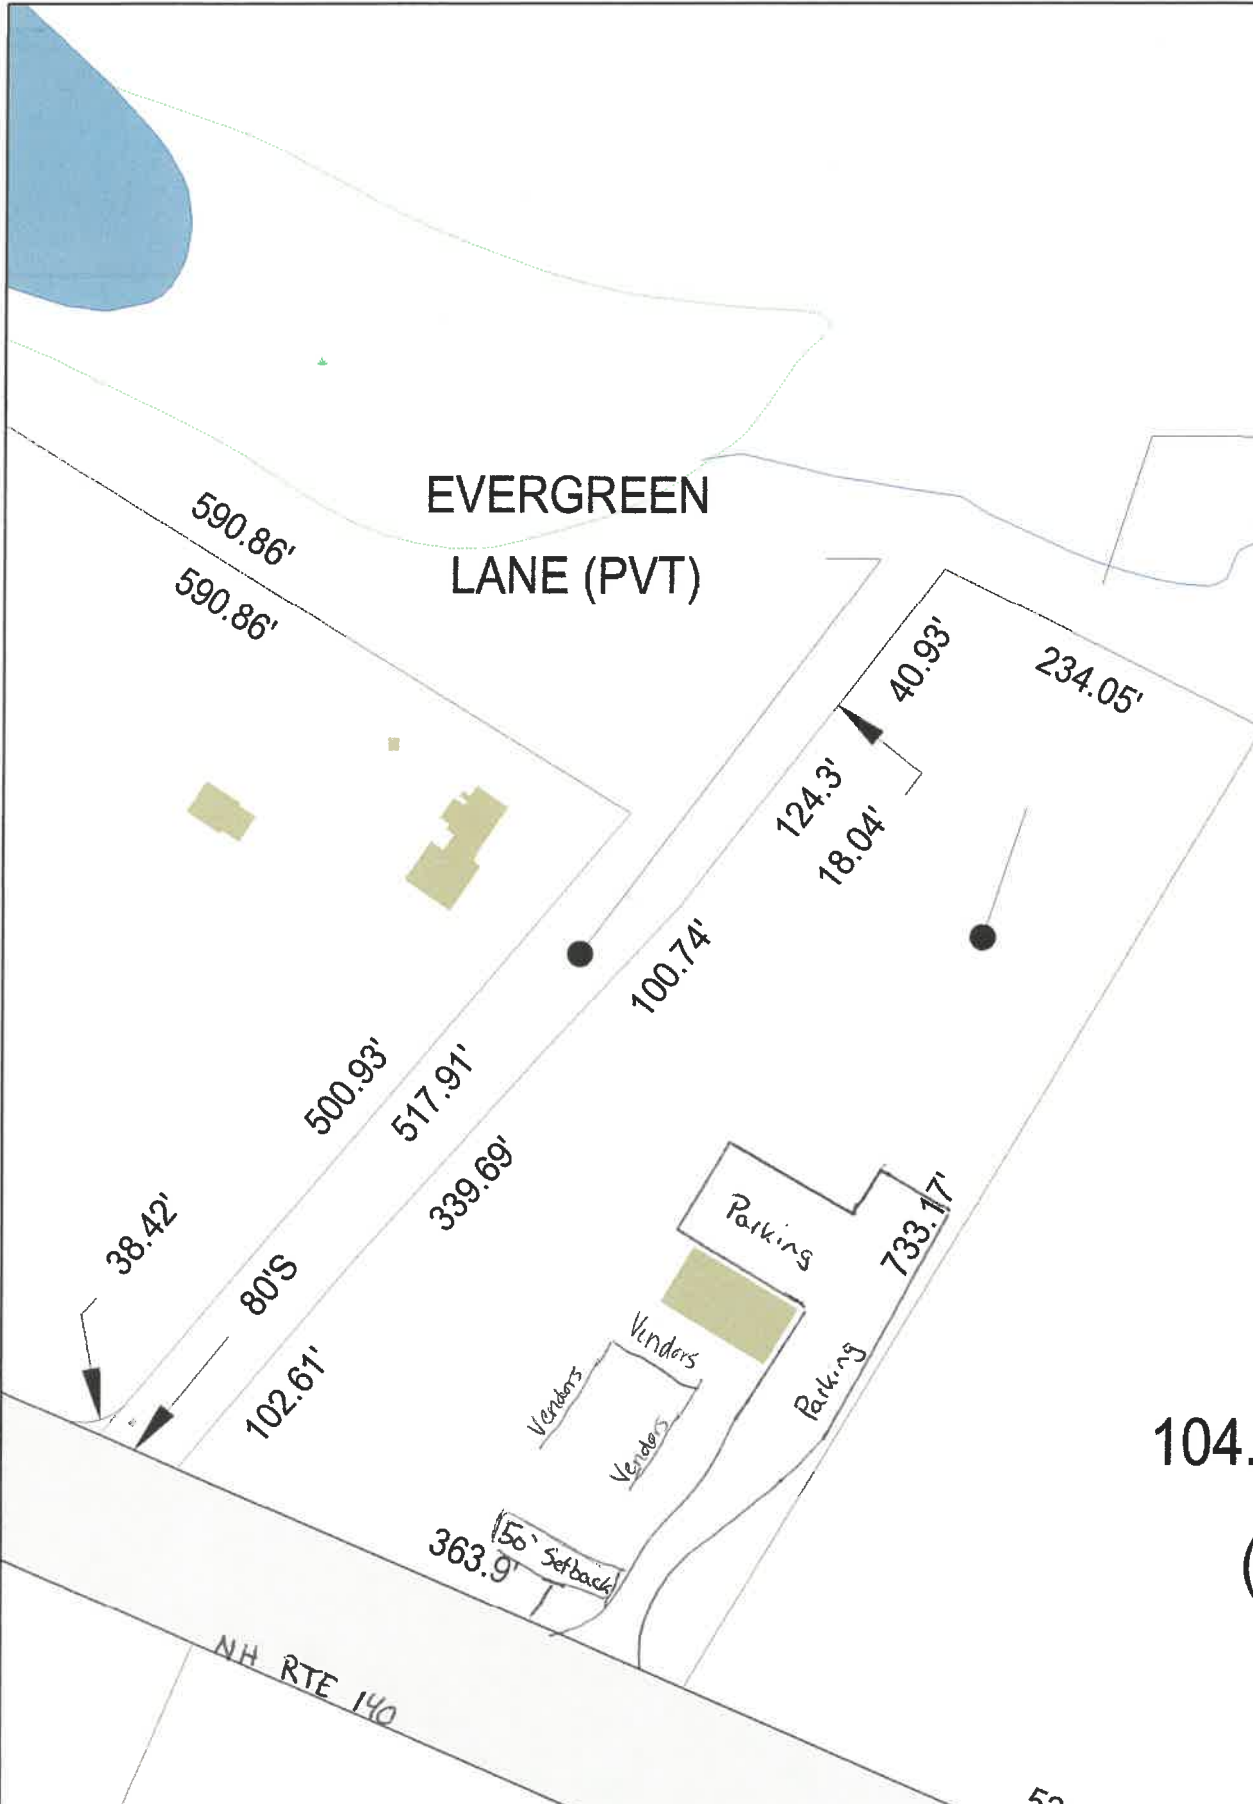 590.86'
590.86'
EVERGREEN
LANE (PVT)
40.93'
234.05'
124.3'
18.04'
100.74'
500.93'
517.91'
339.69'
38.42'
80'S
102.61'
733.17'
Parking
Vendors
Vendors
Vendors
Parking
104.
(
363.9'
50' Setback
NH RTE 140